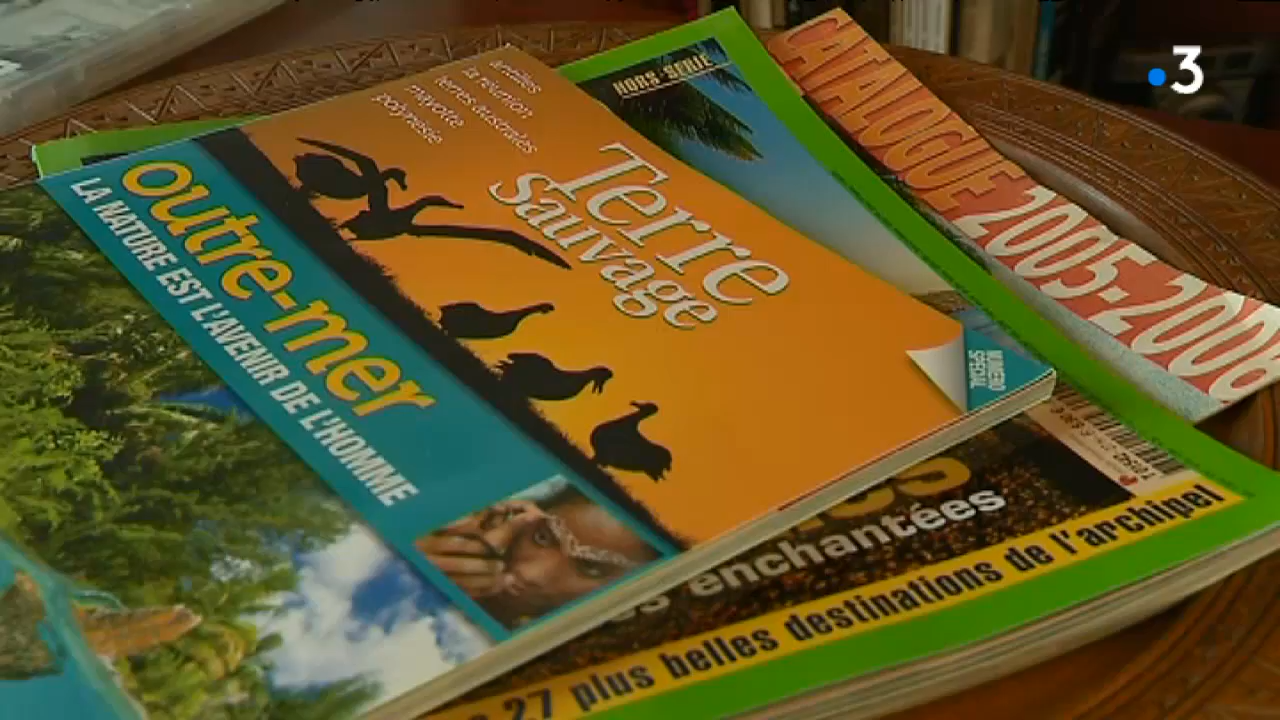 3
CATALOGUE 2005-2006
HORS-SÉRIE
antilles
la réunion
terres australes
mayotte
polynésie
Terre
sauvage
NUMÉRO
SPÉCIAL
outre-mer
LA NATURE EST L'AVENIR DE L'HOMME
enchantées
27 plus belles destinations de l'archipel